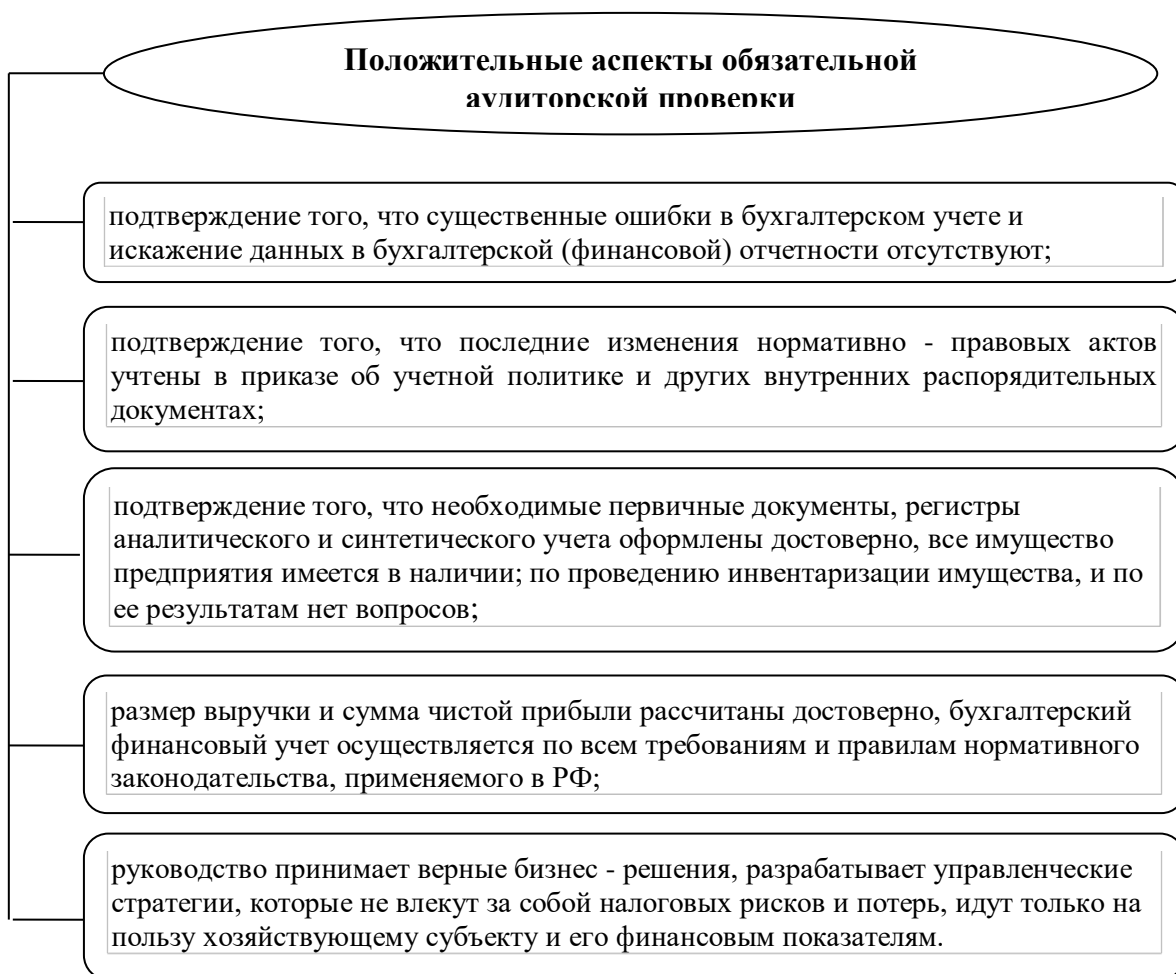 Положительные аспекты обязательной
аудиторской проверки
подтверждение того, что существенные ошибки в бухгалтерском учете и
искажение данных в бухгалтерской (финансовой) отчетности отсутствуют;
подтверждение того, что последние изменения нормативно - правовых актов
учтены в приказе об учетной политике и других внутренних распорядительных
документах;
подтверждение того, что необходимые первичные документы, регистры
аналитического и синтетического учета оформлены достоверно, все имущество
предприятия имеется в наличии; по проведению инвентаризации имущества, и по
ее результатам нет вопросов;
размер выручки и сумма чистой прибыли рассчитаны достоверно, бухгалтерский
финансовый учет осуществляется по всем требованиям и правилам нормативного
законодательства, применяемого в РФ;
руководство принимает верные бизнес - решения, разрабатывает управленческие
стратегии, которые не влекут за собой налоговых рисков и потерь, идут только на
пользу хозяйствующему субъекту и его финансовым показателям.